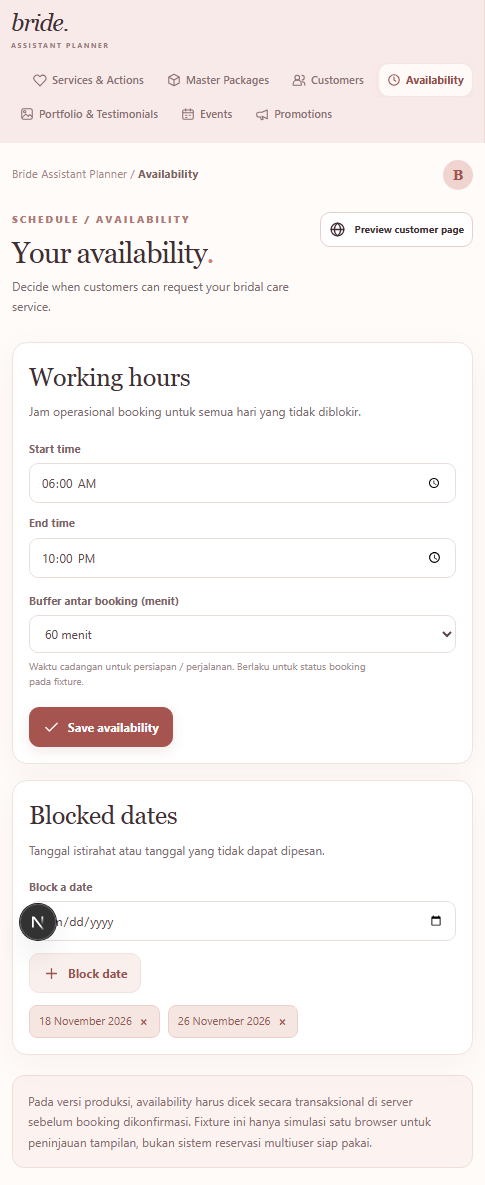 bride.
ASSISTANT PLANNER
Services & Actions
Master Packages
Customers
Availability
Portfolio & Testimonials
Events
Promotions
Bride Assistant Planner / Availability
B
SCHEDULE / AVAILABILITY
Preview customer page
Your availability.
Decide when customers can request your bridal care
service.
Working hours
Jam operasional booking untuk semua hari yang tidak diblokir.
Start time
06:00 AM
End time
10:00 PM
Buffer antar booking (menit)
60 menit
Waktu cadangan untuk persiapan / perjalanan. Berlaku untuk status booking
pada fixture.
Save availability
Blocked dates
Tanggal istirahat atau tanggal yang tidak dapat dipesan.
Block a date
N
/dd/yyyy
+ Block date
18 November 2026 ×
26 November 2026 ×
Pada versi produksi, availability harus dicek secara transaksional di server
sebelum booking dikonfirmasi. Fixture ini hanya simulasi satu browser untuk
peninjauan tampilan, bukan sistem reservasi multiuser siap pakai.